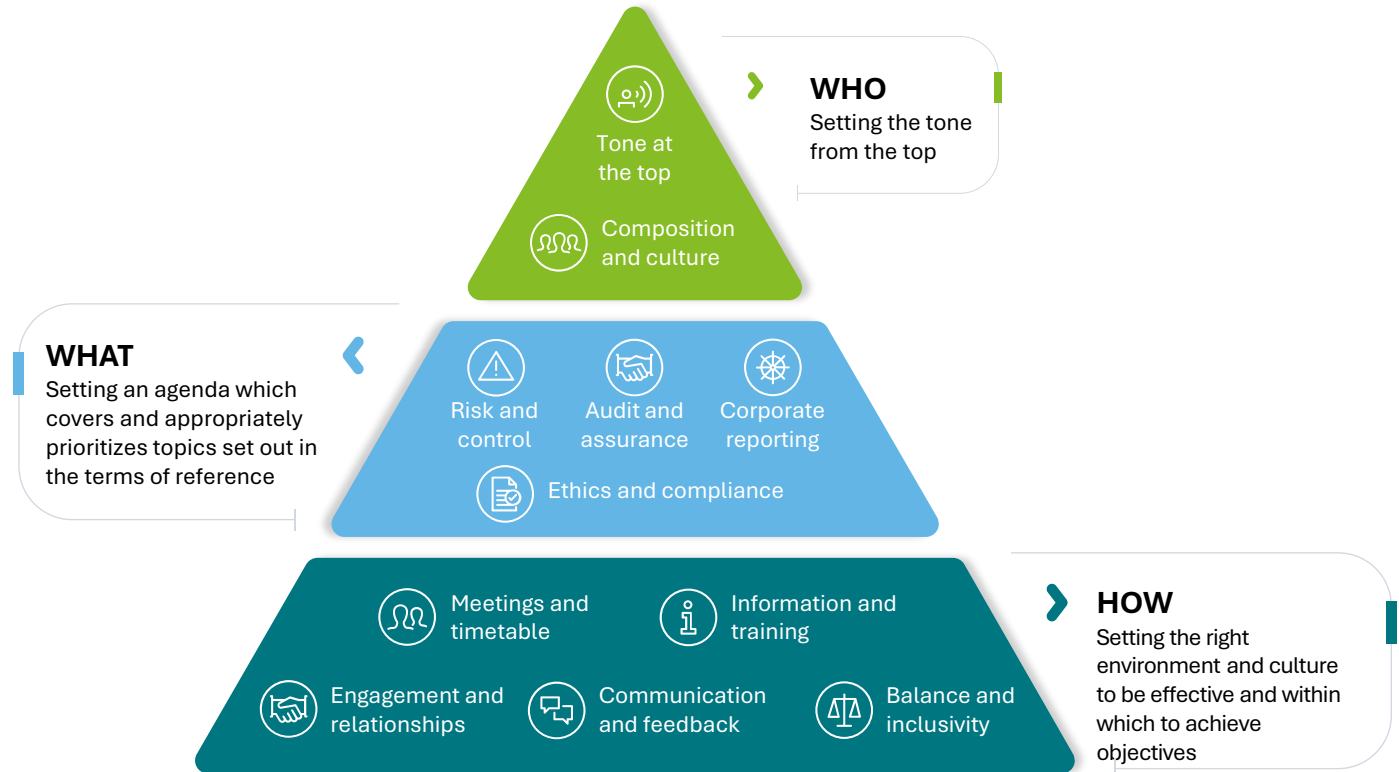 Tone at
the top
Composition
and culture
WHO
Setting the tone
from the top
WHAT
Setting an agenda which
covers and appropriately
prioritizes topics set out in
the terms of reference
Risk and
control
Audit and
assurance
Corporate
reporting
Ethics and compliance
Meetings and
timetable
Information and
training
Engagement and
relationships
Communication
and feedback
Balance and
inclusivity
HOW
Setting the right
environment and culture
to be effective and within
which to achieve
objectives